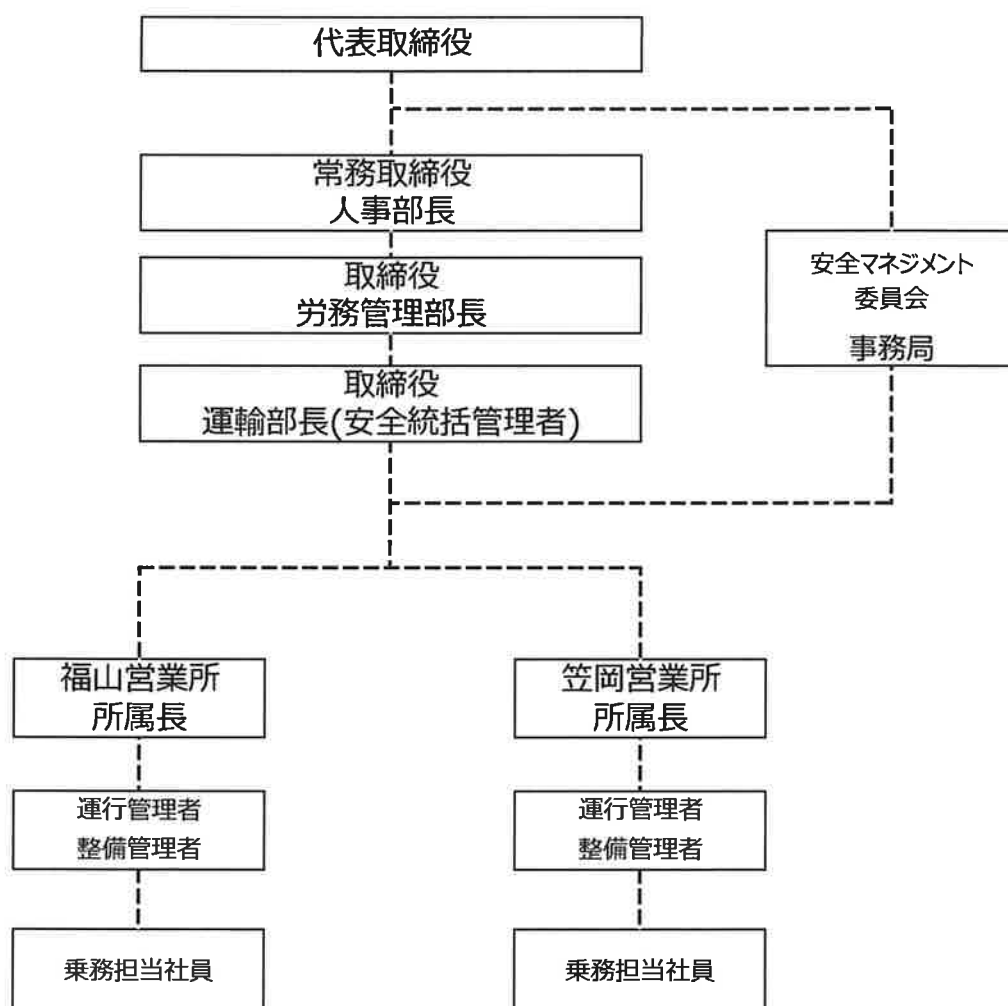 代表取締役
常務取締役
人事部長
取締役
労務管理部長
取締役
運輸部長(安全統括管理者)
安全マネジメント
委員会
事務局
福山営業所
所属長
笠岡営業所
所属長
運行管理者
整備管理者
運行管理者
整備管理者
乗務担当社員
乗務担当社員